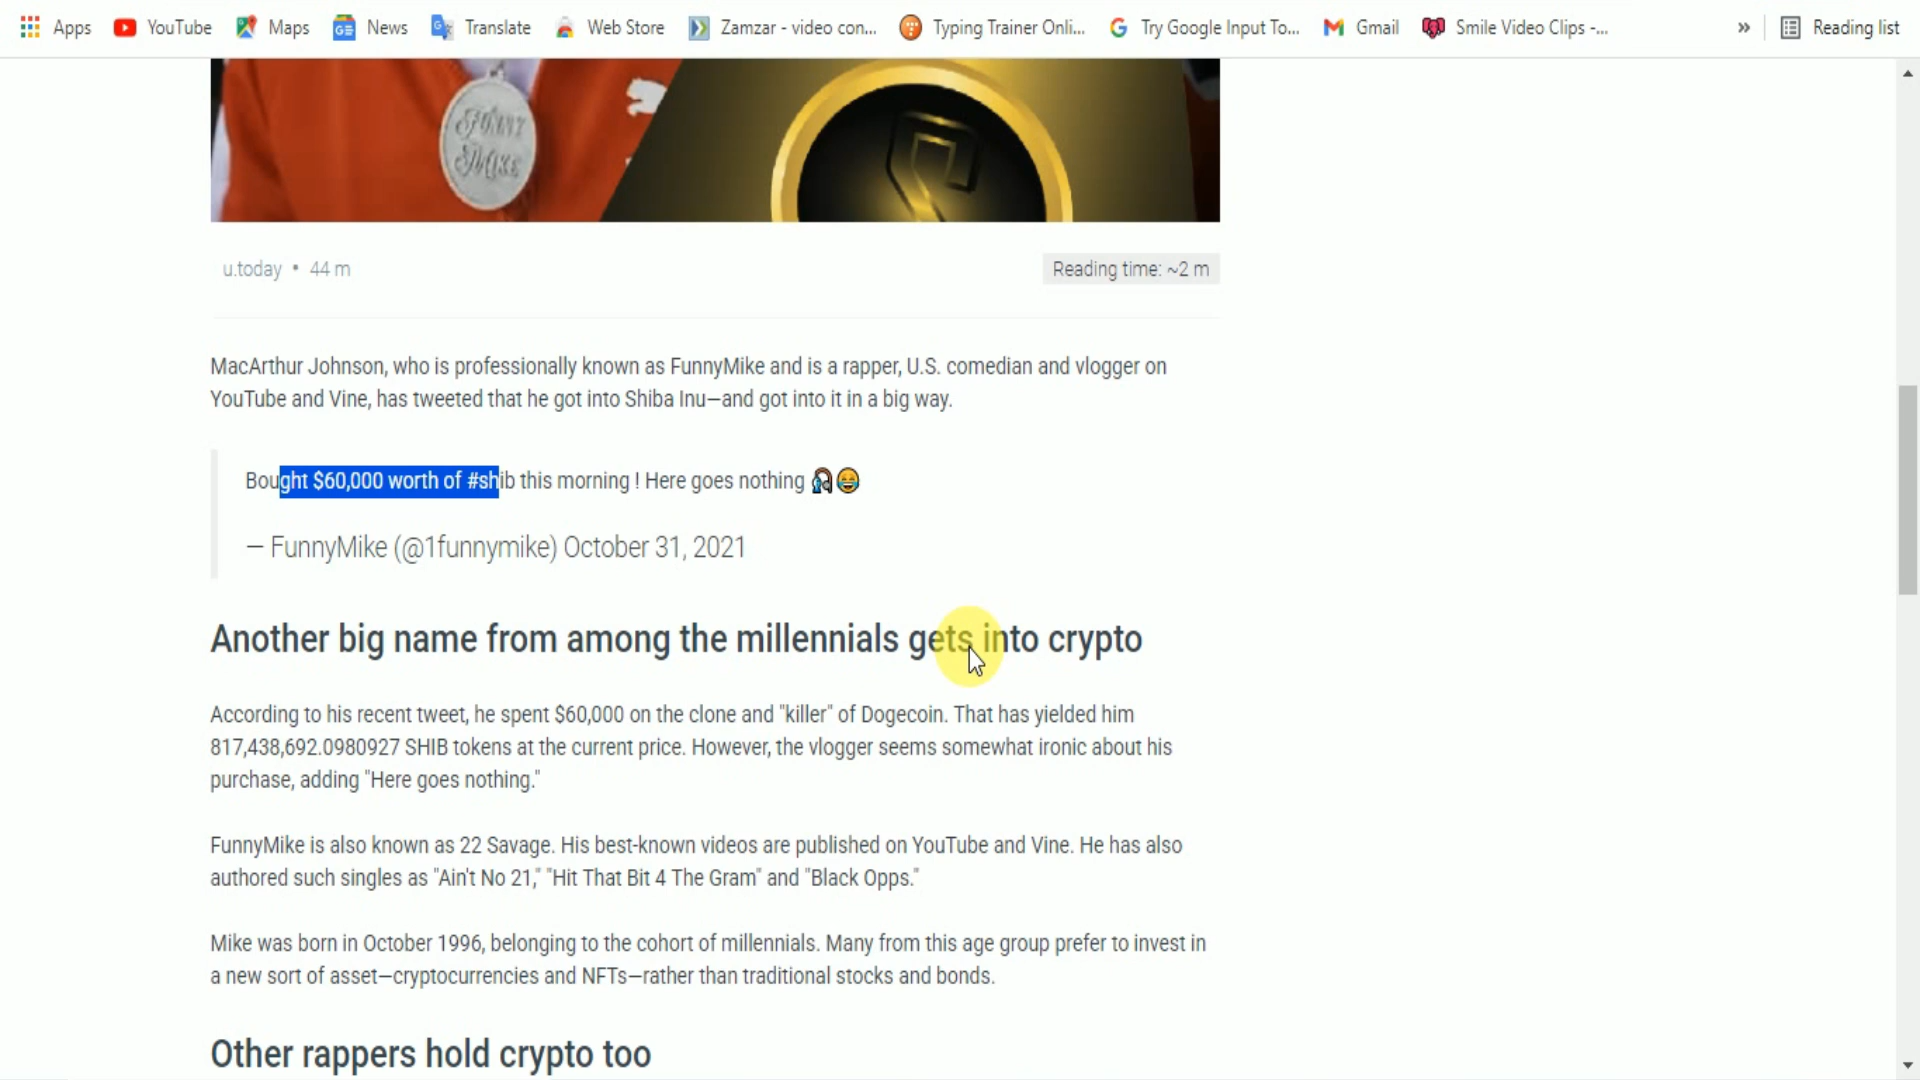 Apps YouTube Maps News Translate Web Store Zamzar - video con... Typing Trainer Onli... Try Google Input To... Gmail Smile Video Clips -... » Reading list
FUNNY
MIKE
u.today • 44 m
Reading time: ~2 m
MacArthur Johnson, who is professionally known as FunnyMike and is a rapper, U.S. comedian and vlogger on
YouTube and Vine, has tweeted that he got into Shiba Inu—and got into it in a big way.
Bought $60,000 worth of #shib this morning ! Here goes nothing 🤦😂
— FunnyMike (@1funnymike) October 31, 2021
Another big name from among the millennials gets into crypto
According to his recent tweet, he spent $60,000 on the clone and "killer" of Dogecoin. That has yielded him
817,438,692.0980927 SHIB tokens at the current price. However, the vlogger seems somewhat ironic about his
purchase, adding "Here goes nothing."
FunnyMike is also known as 22 Savage. His best-known videos are published on YouTube and Vine. He has also
authored such singles as "Ain't No 21," "Hit That Bit 4 The Gram" and "Black Opps."
Mike was born in October 1996, belonging to the cohort of millennials. Many from this age group prefer to invest in
a new sort of asset—cryptocurrencies and NFTs—rather than traditional stocks and bonds.
Other rappers hold crypto too